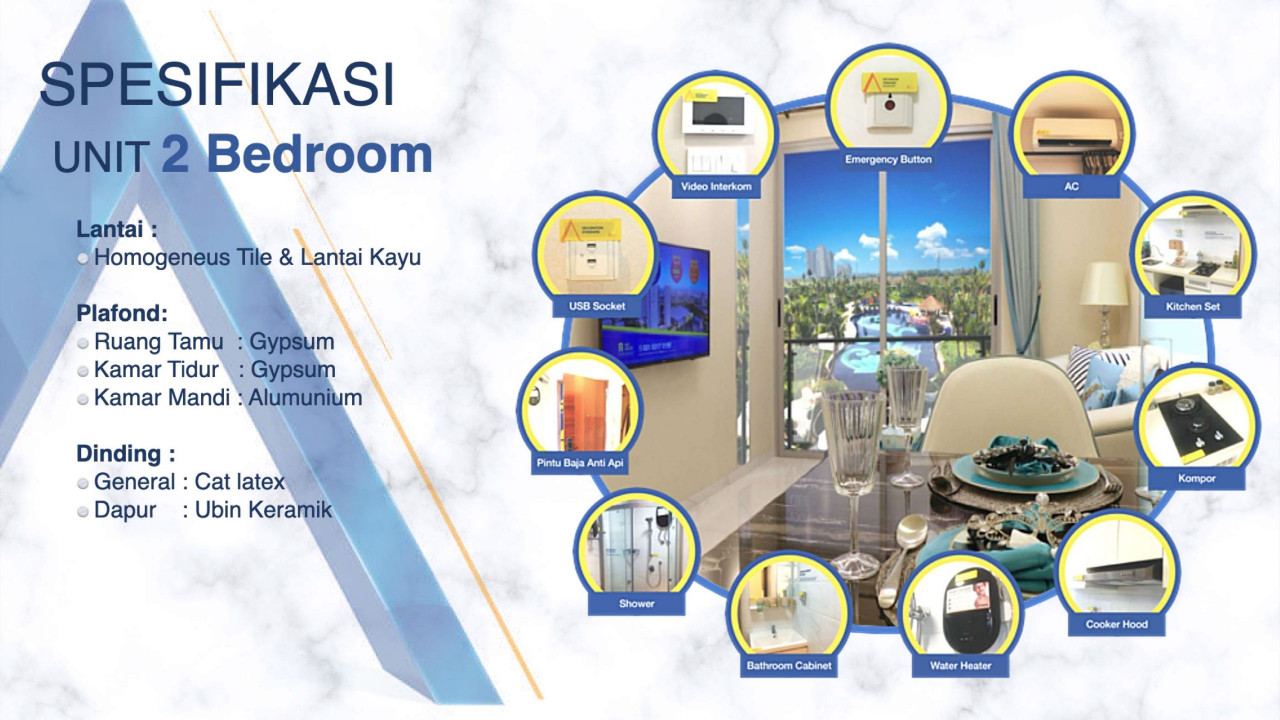 SPESIFIKASI
UNIT 2 Bedroom
Lantai :
Homogeneus Tile & Lantai Kayu
Plafond:
Ruang Tamu : Gypsum
Kamar Tidur : Gypsum
Kamar Mandi : Alumunium
Dinding :
General : Cat latex
Dapur : Ubin Keramik
Emergency Button
Video Interkom
AC
USB Socket
Kitchen Set
Pintu Baja Anti Api
Kompor
Shower
Cooker Hood
Bathroom Cabinet
Water Heater